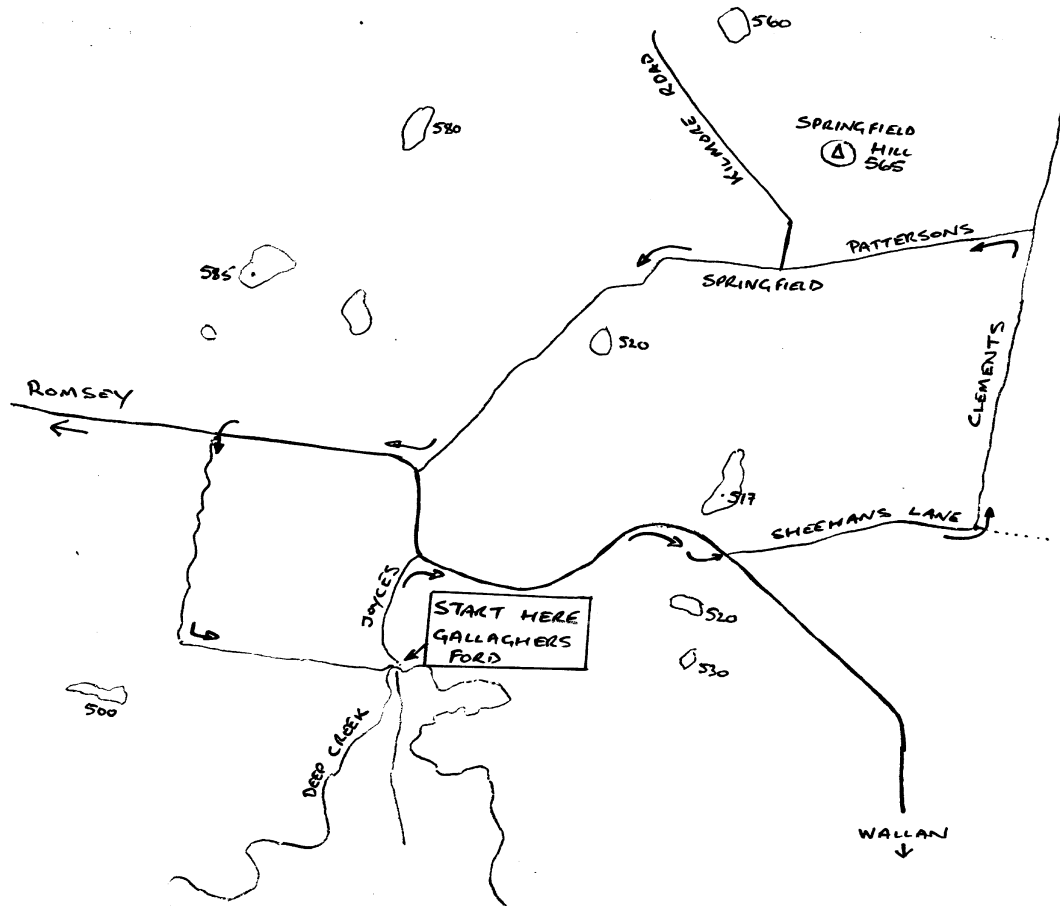 560
KILMORE ROAD
580
SPRINGFIELD
HILL
565
PATTERSONS
585
SPRINGFIELD
520
CLEMENTS
ROMSEY
517
SHEEHANS LANE
JOYCES
START HERE
GALLAGHERS
FORD
520
530
500
DEEP CREEK
WALLAN